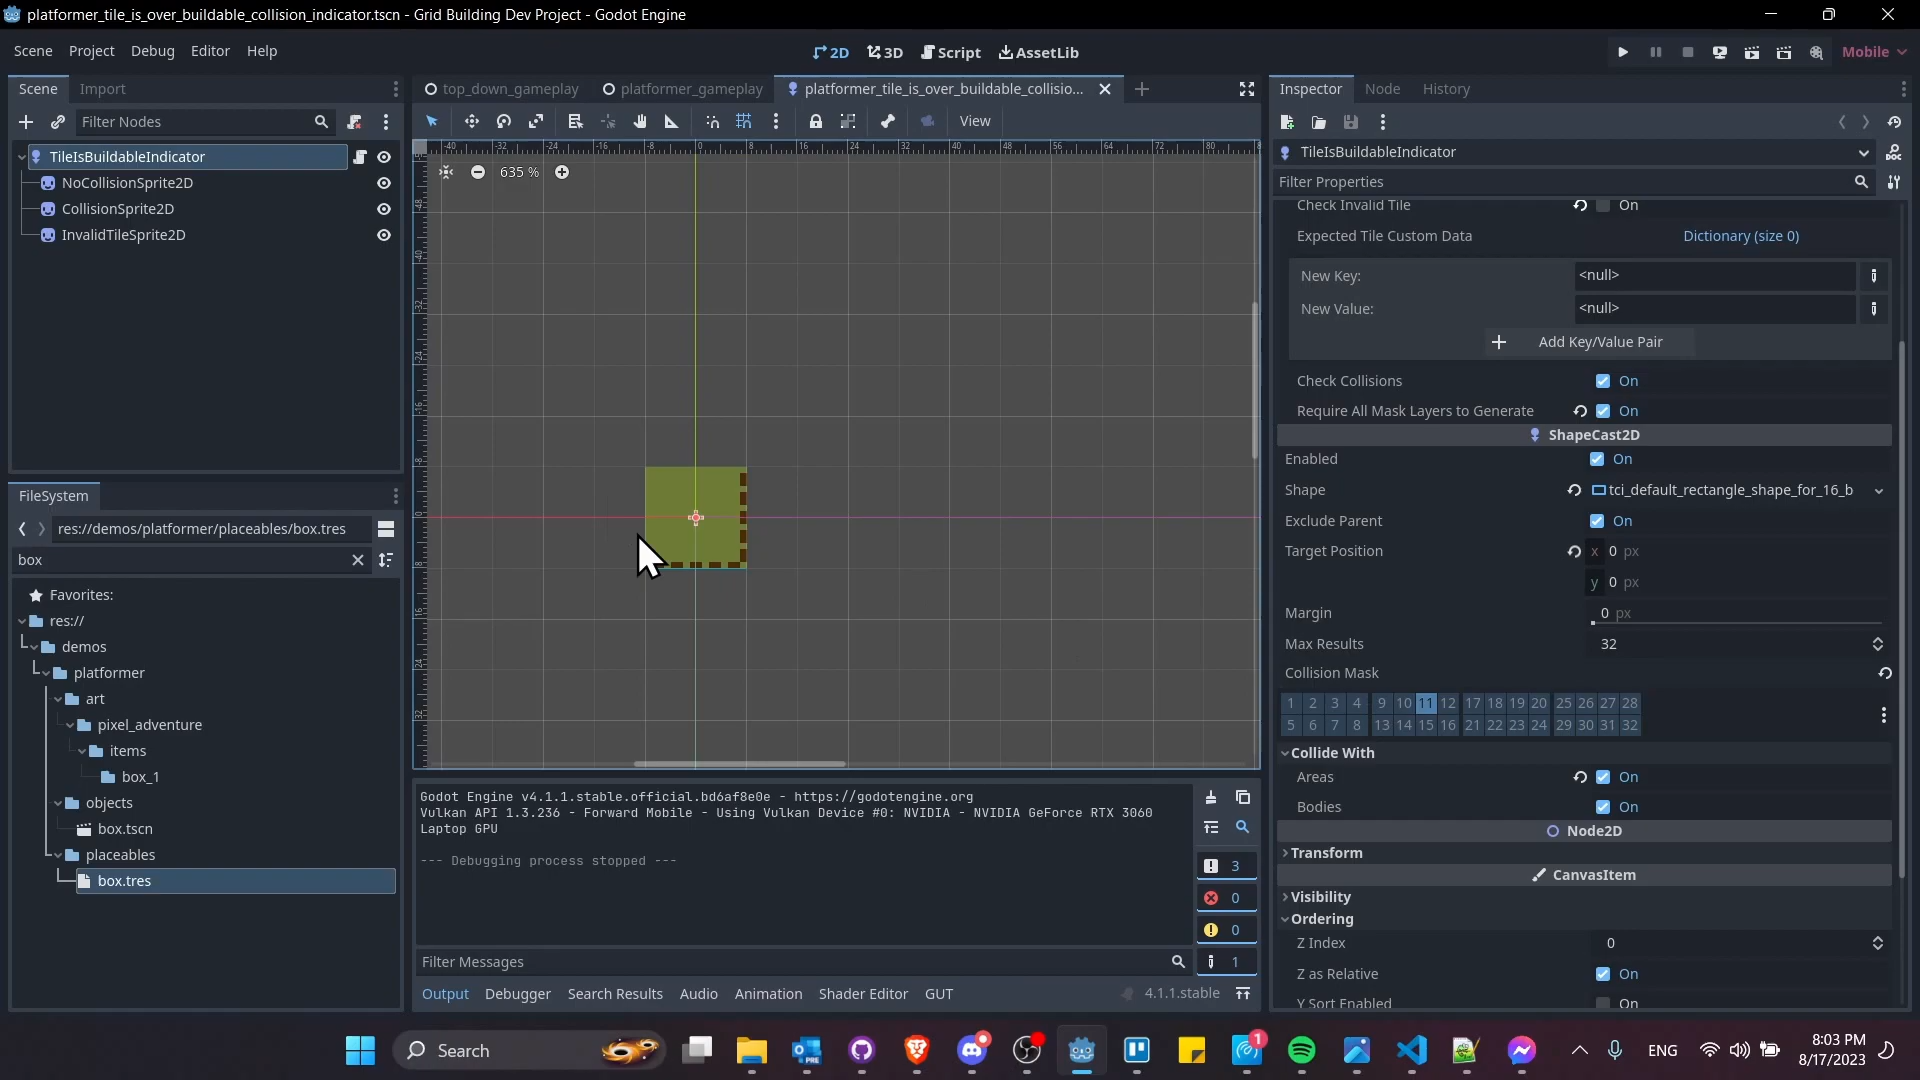 platformer_tile_is_over_buildable_collision_indicator.tscn - Grid Building Dev Project - Godot Engine
Scene Project Debug Editor Help
2D 3D Script AssetLib
Mobile
Scene Import
top_down_gameplay platformer_gameplay platformer_tile_is_over_buildable_collisio...
Inspector Node History
Filter Nodes
View
TileIsBuildableIndicator
NoCollisionSprite2D
CollisionSprite2D
InvalidTileSprite2D
635 %
TileIsBuildableIndicator
Filter Properties
Check Invalid Tile On
Expected Tile Custom Data Dictionary (size 0)
New Key: <null>
New Value: <null>
Add Key/Value Pair
Check Collisions On
Require All Mask Layers to Generate On
ShapeCast2D
Enabled On
Shape tci_default_rectangle_shape_for_16_b
Exclude Parent On
Target Position x 0 px
y 0 px
Margin 0 px
Max Results 32
Collision Mask
1 2 3 4 9 10 11 12 17 18 19 20 25 26 27 28
5 6 7 8 13 14 15 16 21 22 23 24 29 30 31 32
Collide With
Areas On
Bodies On
Node2D
Transform
CanvasItem
Visibility
Ordering
Z Index 0
Z as Relative On
Y Sort Enabled On
FileSystem
res://demos/platformer/placeables/box.tres
box
Favorites:
res://
demos
platformer
art
pixel_adventure
items
box_1
objects
box.tscn
placeables
box.tres
Godot Engine v4.1.1.stable.official.bd6af8e0e - https://godotengine.org
Vulkan API 1.3.236 - Forward Mobile - Using Vulkan Device #0: NVIDIA - NVIDIA GeForce RTX 3060
Laptop GPU
--- Debugging process stopped ---
3
0
0
1
Filter Messages
Output Debugger Search Results Audio Animation Shader Editor GUT 4.1.1.stable
Search
PRE
1
ENG
8:03 PM
8/17/2023